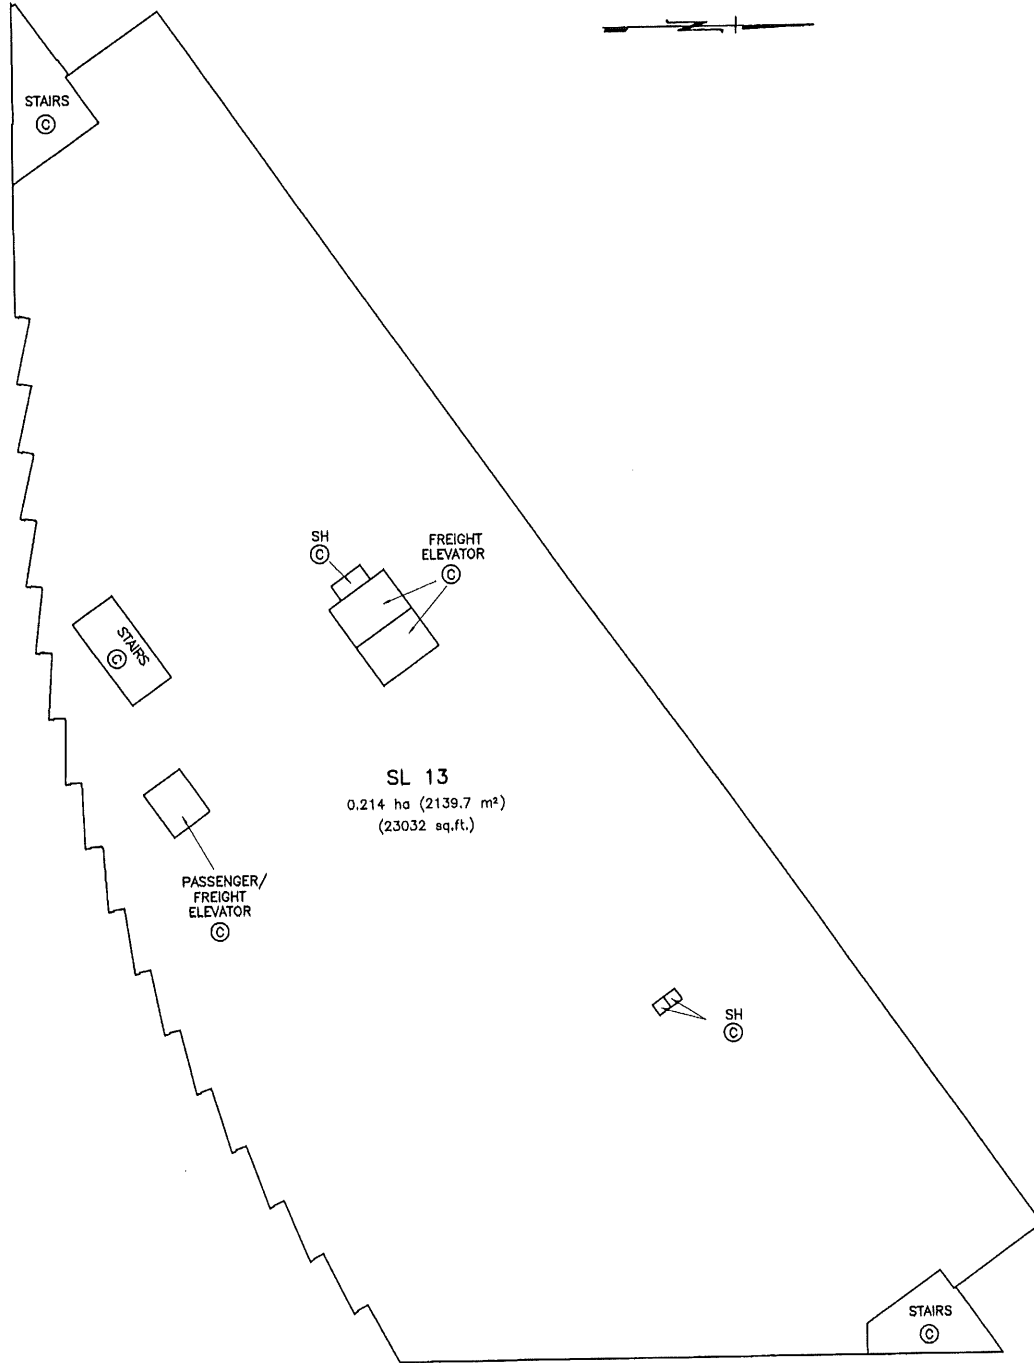 STAIRS
Ⓒ
SH
Ⓒ
FREIGHT
ELEVATOR
Ⓒ
STAIRS
Ⓒ
SL 13
0.214 ha (2139.7 m²)
(23032 sq.ft.)
PASSENGER/
FREIGHT
ELEVATOR
Ⓒ
SH
Ⓒ
STAIRS
Ⓒ